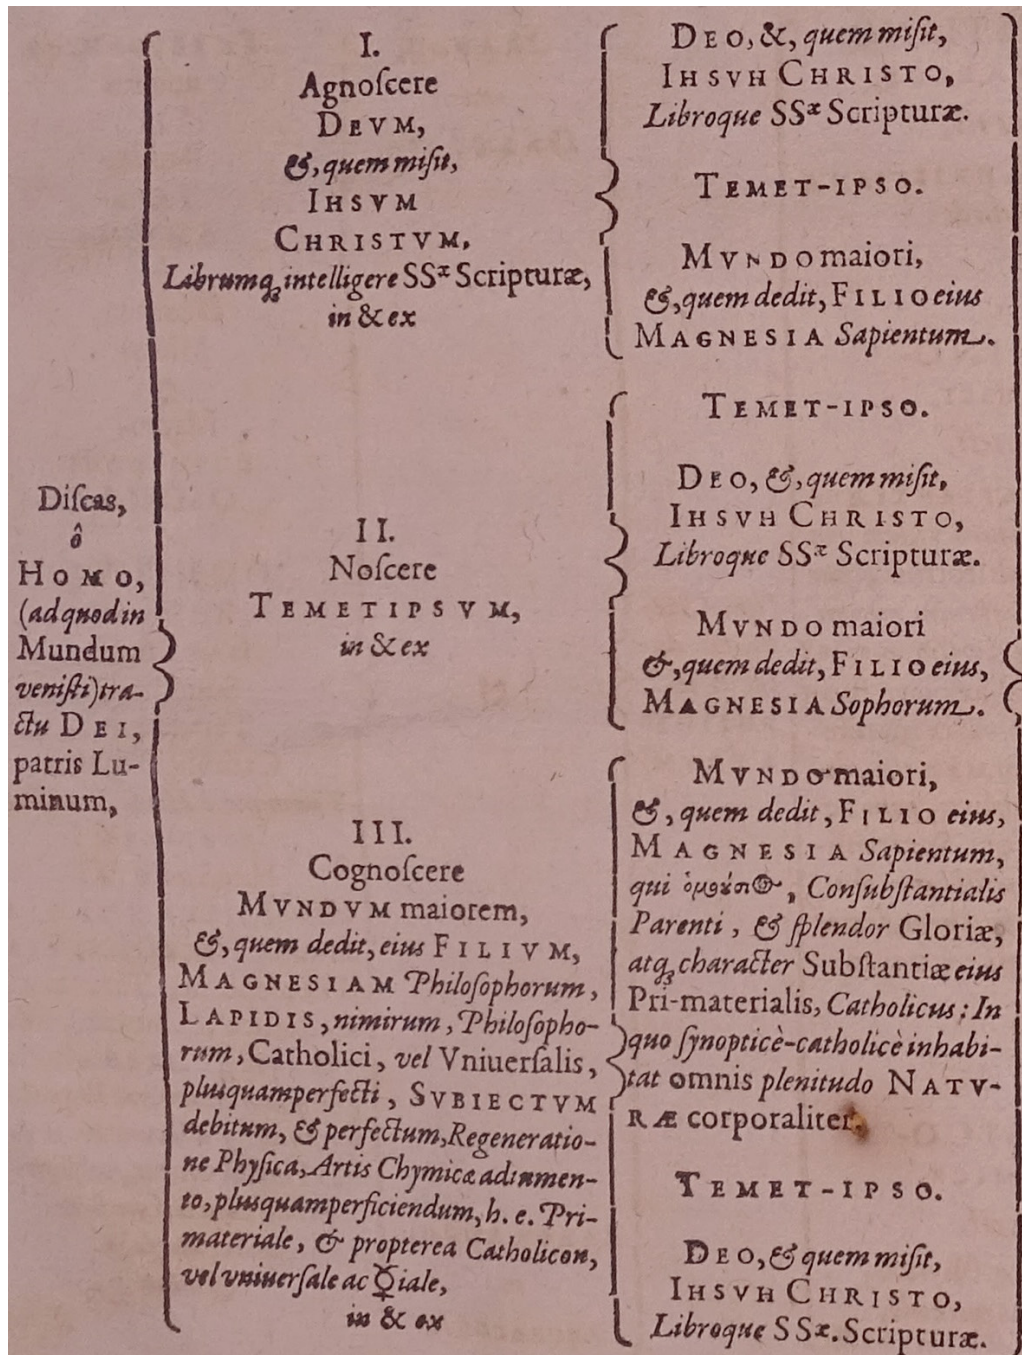 Diſcas,
ô
HOMO,
(ad quod in
Mundum
veniſti) tra-
ctu DEI,
patris Lu-
minum,
I.
Agnoſcere
DEVM,
&, quem miſit,
IHSVM
CHRISTVM,
Librumq; intelligere SSæ Scripturæ,
in & ex
DEO, &, quem miſit,
IHSVH CHRISTO,
Libroque SSæ Scripturæ.
TEMET-IPSO.
MVNDO maiori,
&, quem dedit, FILIO eius
MAGNESIA Sapientum.
II.
Noſcere
TEMETIPSVM,
in & ex
TEMET-IPSO.
DEO, &, quem miſit,
IHSVH CHRISTO,
Libroque SSæ Scripturæ.
MVNDO maiori
&, quem dedit, FILIO eius,
MAGNESIA Sophorum.
III.
Cognoſcere
MVNDVM maiorem,
&, quem dedit, eius FILIVM,
MAGNESIAM Philoſophorum,
LAPIDIS, nimirum, Philoſopho-
rum, Catholici, vel Vniuerſalis,
pluſquamperfecti, SVBIECTVM
debitum, & perfectum, Regeneratio-
ne Phyſica, Artis Chymicæ adiumen-
to, pluſquamperficiendum, h. e. Pri-
materiale, & propterea Catholicon,
vel vniuerſale ac ☿iale,
in & ex
MVNDO maiori,
&, quem dedit, FILIO eius,
MAGNESIA Sapientum,
qui ὁμούσιος, Conſubſtantialis
Parenti, & ſplendor Gloriæ,
atq; character Subſtantiæ eius
Pri-materialis, Catholicus: In
quo ſynopticè-catholicè inhabi-
tat omnis plenitudo NATV-
RÆ corporaliter.
TEMET-IPSO.
DEO, & quem miſit,
IHSVH CHRISTO,
Libroque SSæ. Scripturæ.